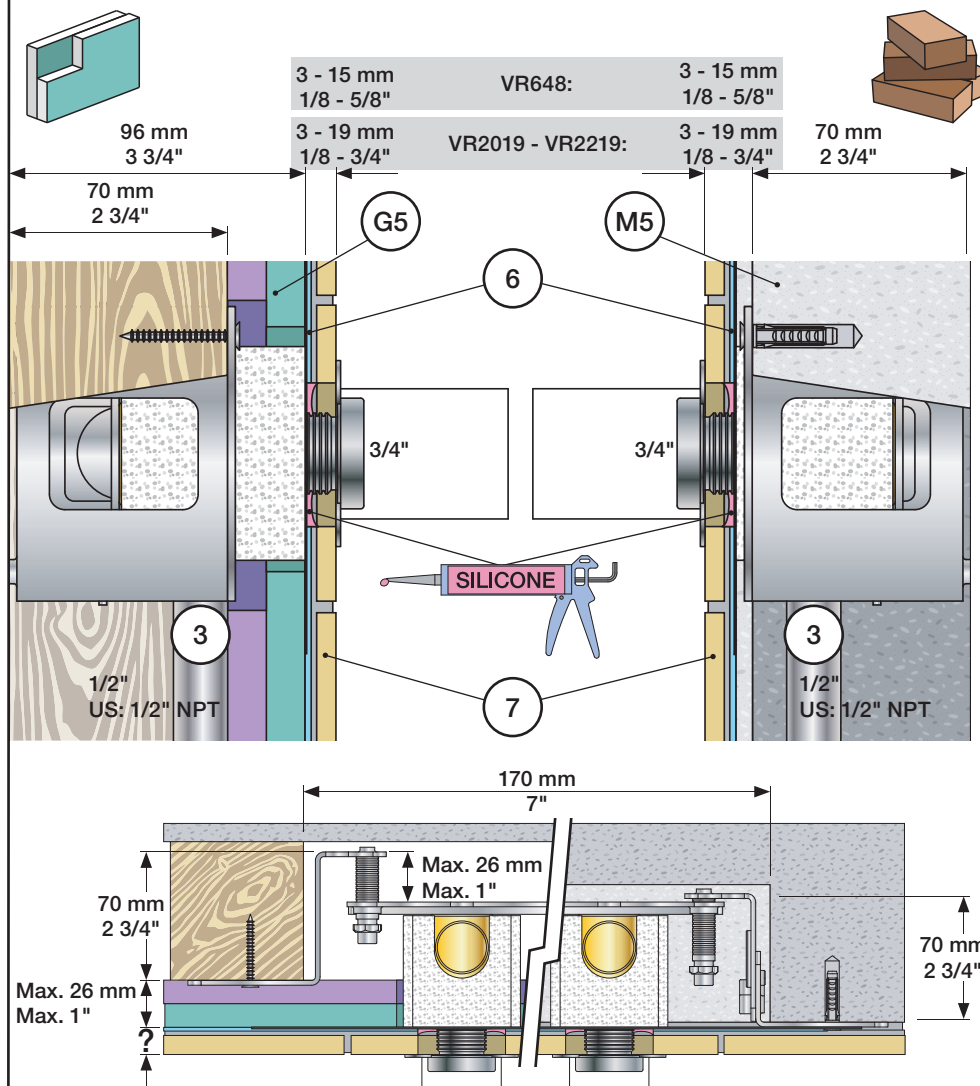 3 - 15 mm
1/8 - 5/8"
VR648:
3 - 15 mm
1/8 - 5/8"
96 mm
3 3/4"
3 - 19 mm
1/8 - 3/4"
VR2019 - VR2219:
3 - 19 mm
1/8 - 3/4"
70 mm
2 3/4"
70 mm
2 3/4"
G5
M5
6
3/4"
3/4"
SILICONE
3
3
1/2"
US: 1/2" NPT
7
1/2"
US: 1/2" NPT
170 mm
7"
Max. 26 mm
Max. 1"
70 mm
2 3/4"
70 mm
2 3/4"
Max. 26 mm
Max. 1"
?